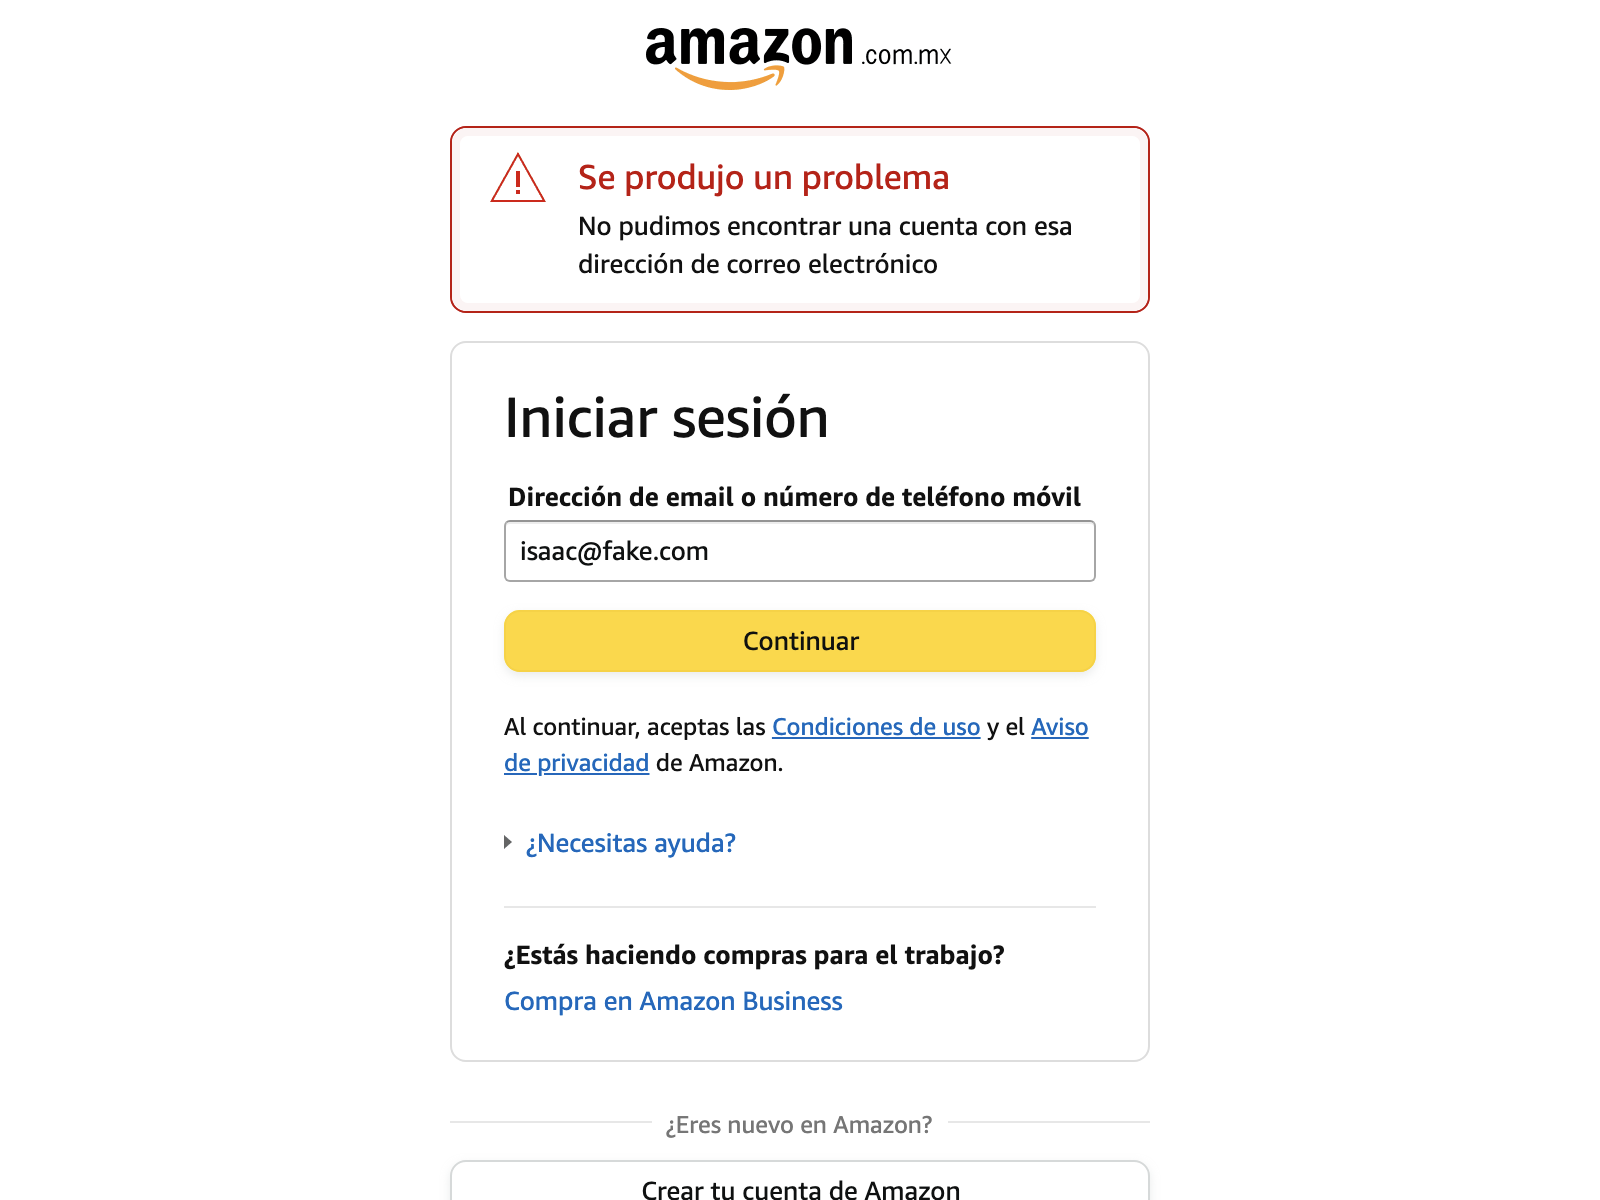 amazon.com.mx
Se produjo un problema
No pudimos encontrar una cuenta con esa
dirección de correo electrónico
Iniciar sesión
Dirección de email o número de teléfono móvil
isaac@fake.com
Continuar
Al continuar, aceptas las Condiciones de uso y el Aviso
de privacidad de Amazon.
¿Necesitas ayuda?
¿Estás haciendo compras para el trabajo?
Compra en Amazon Business
¿Eres nuevo en Amazon?
Crear tu cuenta de Amazon